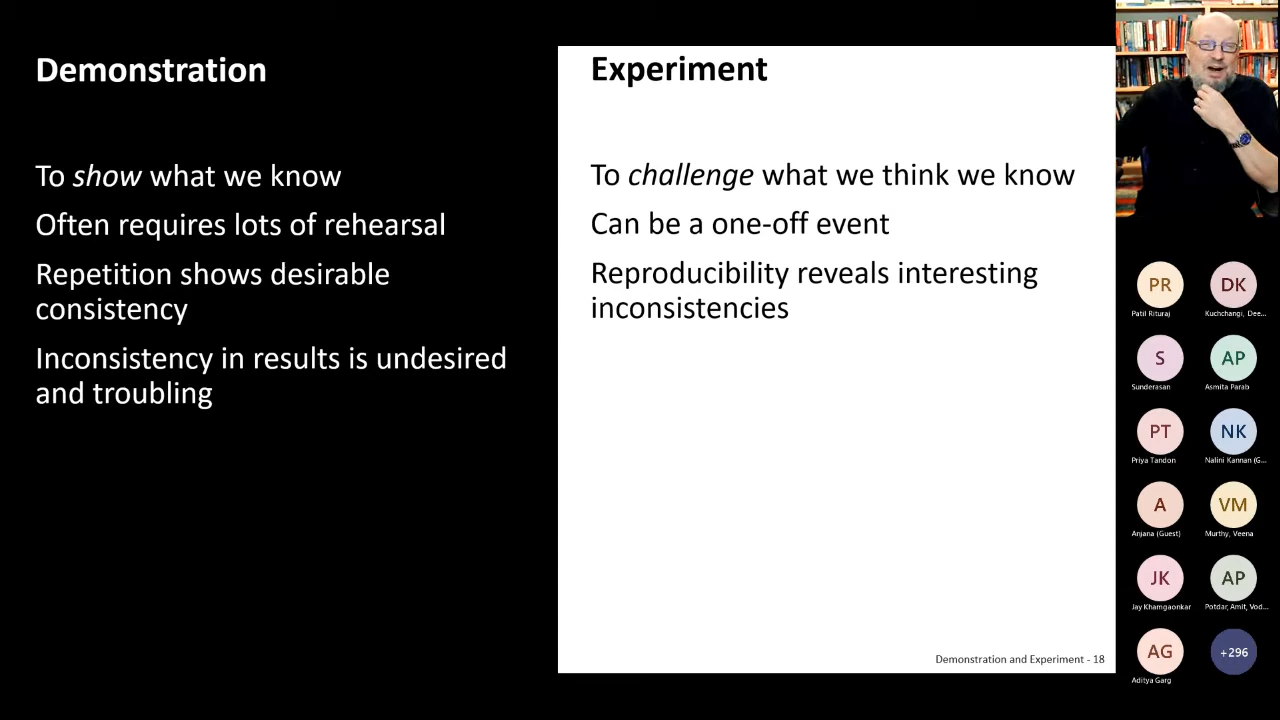 Demonstration
To show what we know
Often requires lots of rehearsal
Repetition shows desirable
consistency
Inconsistency in results is undesired
and troubling
Experiment
To challenge what we think we know
Can be a one-off event
Reproducibility reveals interesting
inconsistencies
Demonstration and Experiment - 18
PR
Patil Rituraj
DK
Kuchchangi, Dee...
S
Sunderasan
AP
Asmita Parab
PT
Priya Tandon
NK
Nalini Kannan (G...
A
Anjana (Guest)
VM
Murthy, Veena
JK
Jay Khamgaonkar
AP
Potdar, Amit, Vod...
AG
Aditya Garg
+296